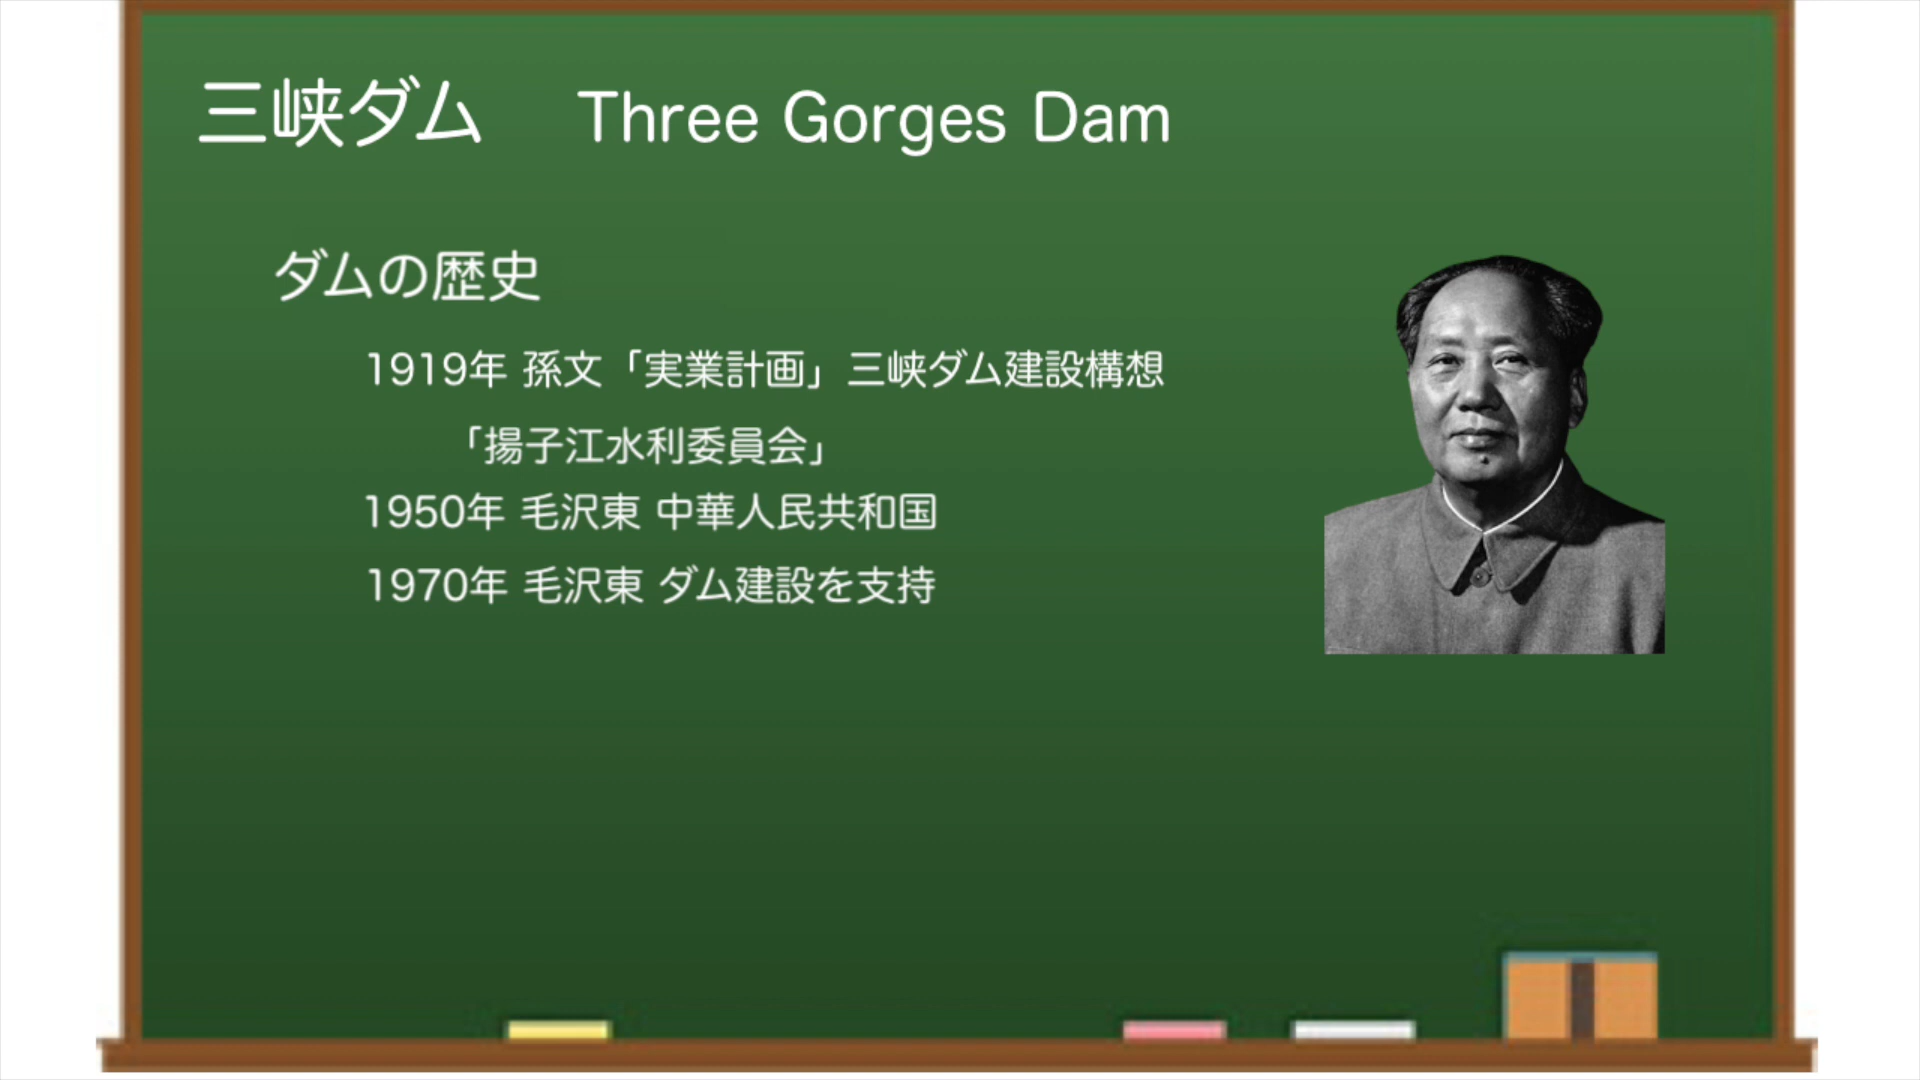 三峡ダム Three Gorges Dam
ダムの歴史
1919年 孫文「実業計画」三峡ダム建設構想
「揚子江水利委員会」
1950年 毛沢東 中華人民共和国
1970年 毛沢東 ダム建設を支持